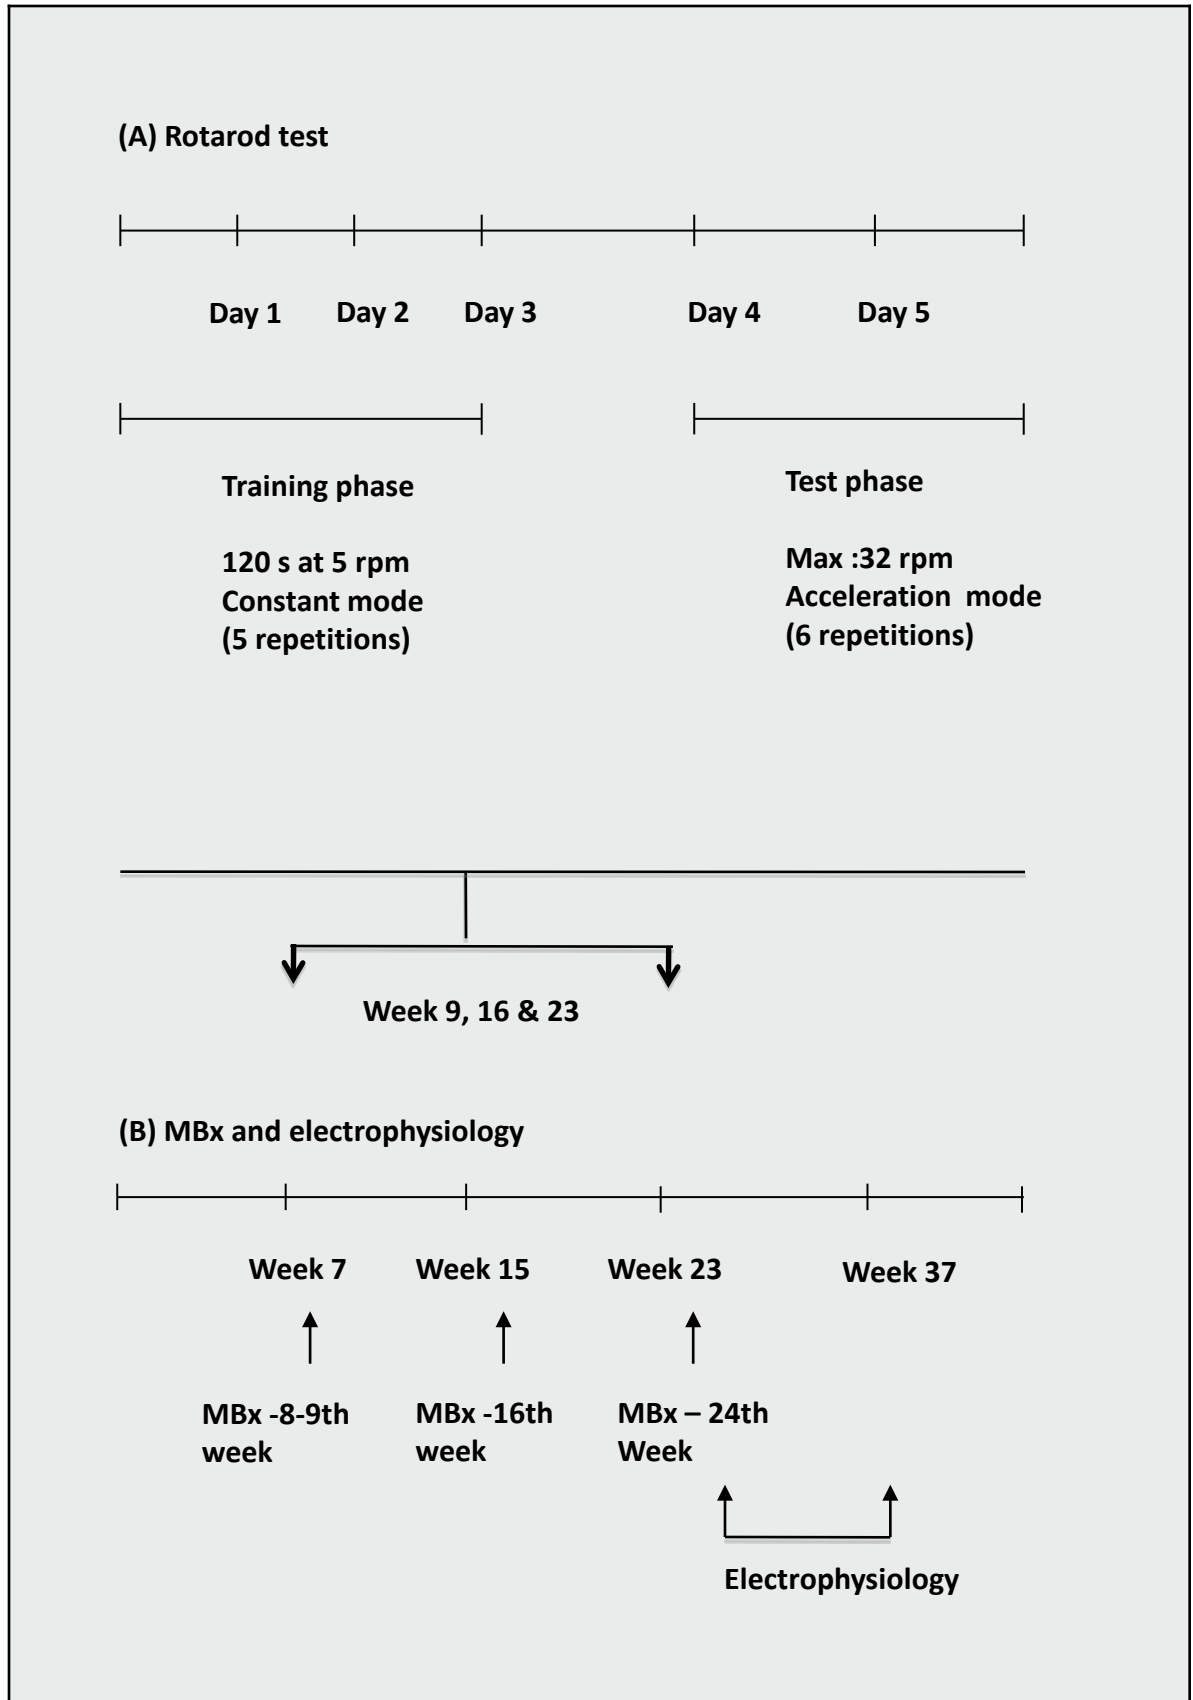 (A) Rotarod test
Day 1 Day 2 Day 3 Day 4 Day 5
Training phase
120 s at 5 rpm
Constant mode
(5 repetitions)
Test phase
Max :32 rpm
Acceleration mode
(6 repetitions)
Week 9, 16 & 23
(B) MBx and electrophysiology
Week 7 Week 15 Week 23 Week 37
MBx -8-9th
week
MBx -16th
week
MBx – 24th
Week
Electrophysiology